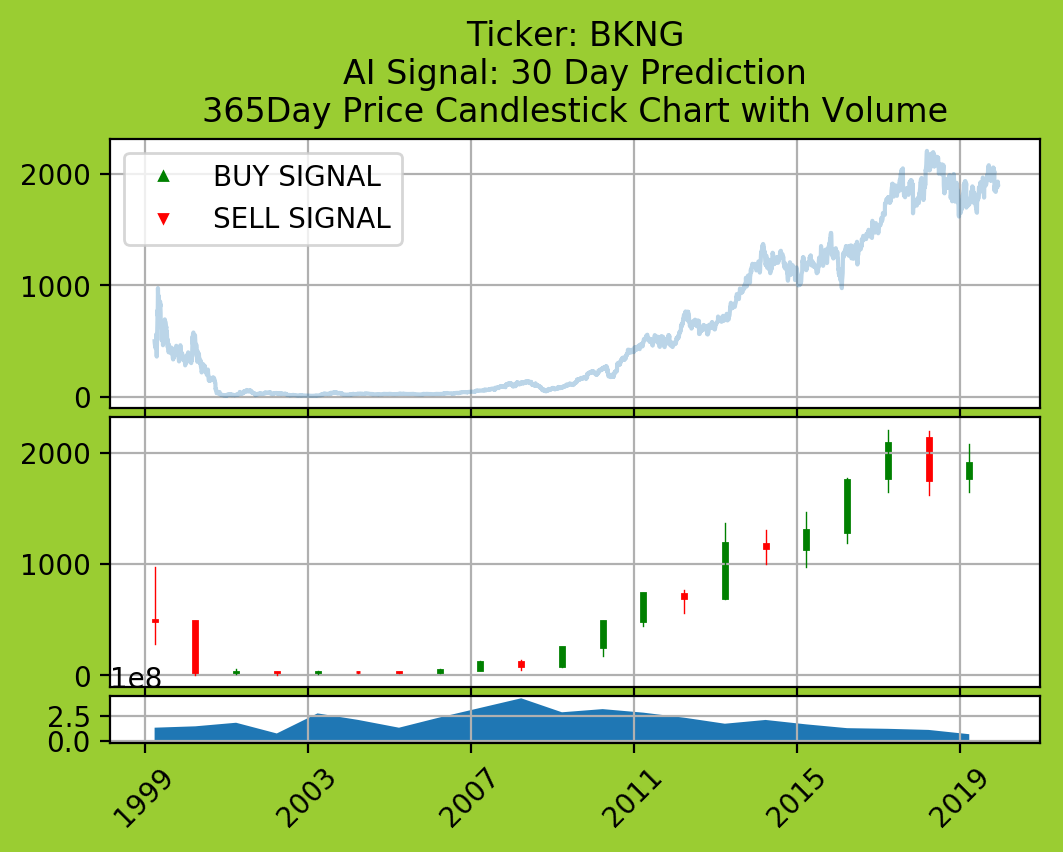 Ticker: BKNG
AI Signal: 30 Day Prediction
365Day Price Candlestick Chart with Volume
BUY SIGNAL
SELL SIGNAL
2000
1000
0
2000
1000
0
1e8
2.5
0.0
1999 2003 2007 2011 2015 2019